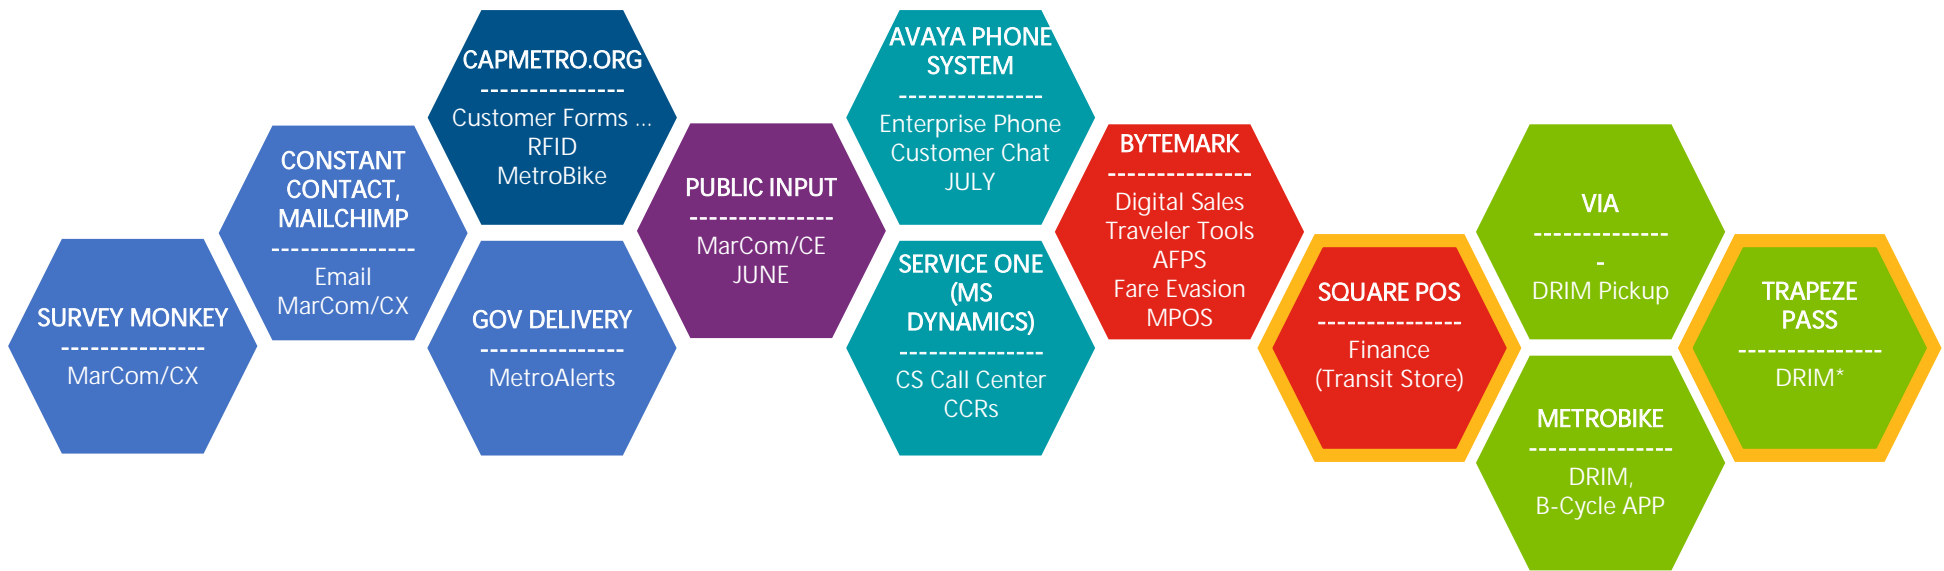 SURVEY MONKEY
---------------
MarCom/CX
CONSTANT
CONTACT,
MAILCHIMP
---------------
Email
MarCom/CX
CAPMETRO.ORG
---------------
Customer Forms ...
RFID
MetroBike
GOV DELIVERY
---------------
MetroAlerts
PUBLIC INPUT
---------------
MarCom/CE
JUNE
AVAYA PHONE
SYSTEM
---------------
Enterprise Phone
Customer Chat
JULY
SERVICE ONE
(MS
DYNAMICS)
---------------
CS Call Center
CCRs
BYTEMARK
---------------
Digital Sales
Traveler Tools
AFPS
Fare Evasion
MPOS
SQUARE POS
---------------
Finance
(Transit Store)
VIA
--------------
-
DRIM Pickup
METROBIKE
---------------
DRIM,
B-Cycle APP
TRAPEZE
PASS
---------------
DRIM*